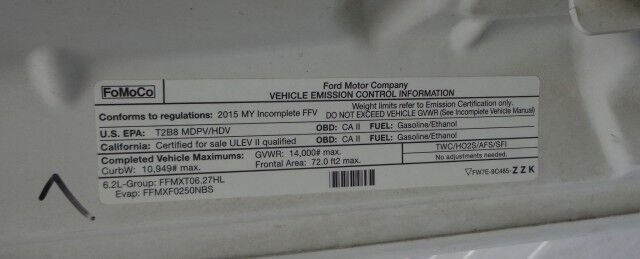 FoMoCo
Ford Motor Company
VEHICLE EMISSION CONTROL INFORMATION
Conforms to regulations: 2015 MY Incomplete FFV
Weight limits refer to Emission Certification only.
DO NOT EXCEED VEHICLE GVWR (See Incomplete Vehicle Manual)
U.S. EPA: T2B8 MDPV/HDV OBD: CA II FUEL: Gasoline/Ethanol
California: Certified for sale ULEV II qualified OBD: CA II FUEL: Gasoline/Ethanol
Completed Vehicle Maximums: GVWR: 14,000# max.
CurbW: 10,949# max. Frontal Area: 72.0 ft2 max.
TWC/HO2S/AFS/SFI
No adjustments needed.
6.2L-Group: FFMXT06.27HL
Evap: FFMXF0250NBS
▽FW7E-9C485-ZZK